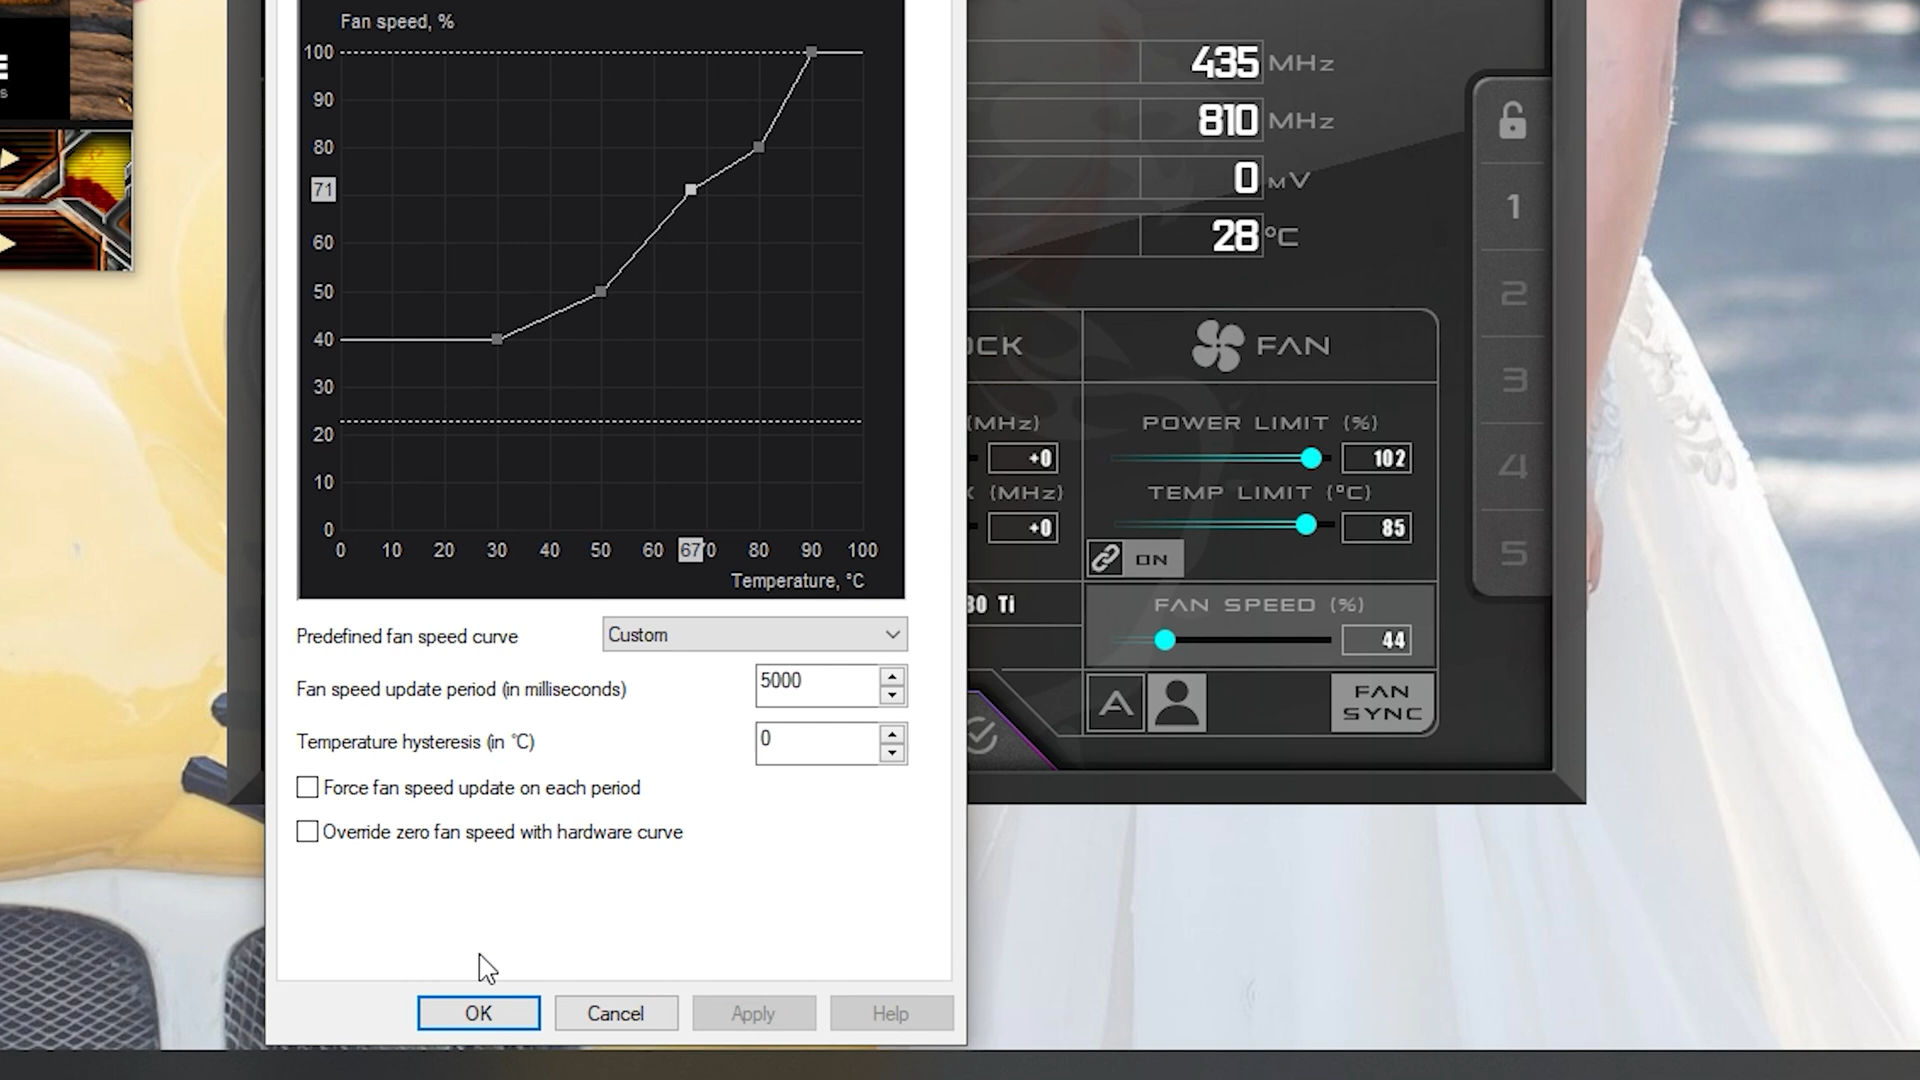 Fan speed, %
100
90
80
71
60
50
40
30
20
10
0
0 10 20 30 40 50 60 67 70 80 90 100
Temperature, °C
Predefined fan speed curve Custom
Fan speed update period (in milliseconds) 5000
Temperature hysteresis (in °C) 0
Force fan speed update on each period
Override zero fan speed with hardware curve
OK Cancel Apply Help
435 MHz
810 MHz
0 mV
28 °C
1
2
3
4
5
OCK
FAN
(MHz)
+0
K (MHz)
+0
POWER LIMIT (%)
102
TEMP LIMIT (°C)
85
ON
80 Ti
FAN SPEED (%)
44
A
FAN
SYNC